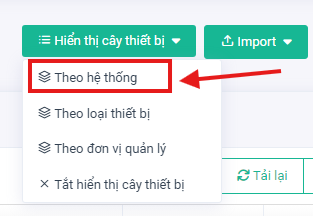 Hiển thị cây thiết bị
Import
Theo hệ thống
Theo loại thiết bị
Theo đơn vị quản lý
Tải lại
Tắt hiển thị cây thiết bị